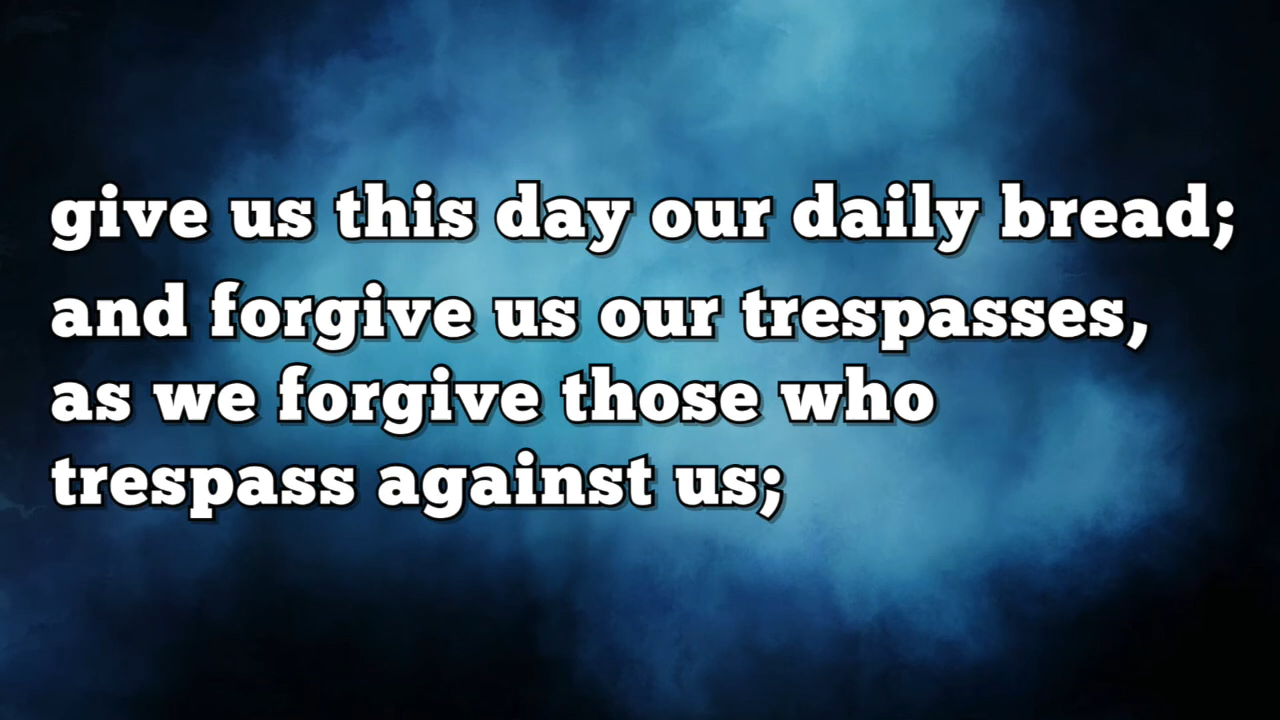 give us this day our daily bread;
and forgive us our trespasses,
as we forgive those who
trespass against us;